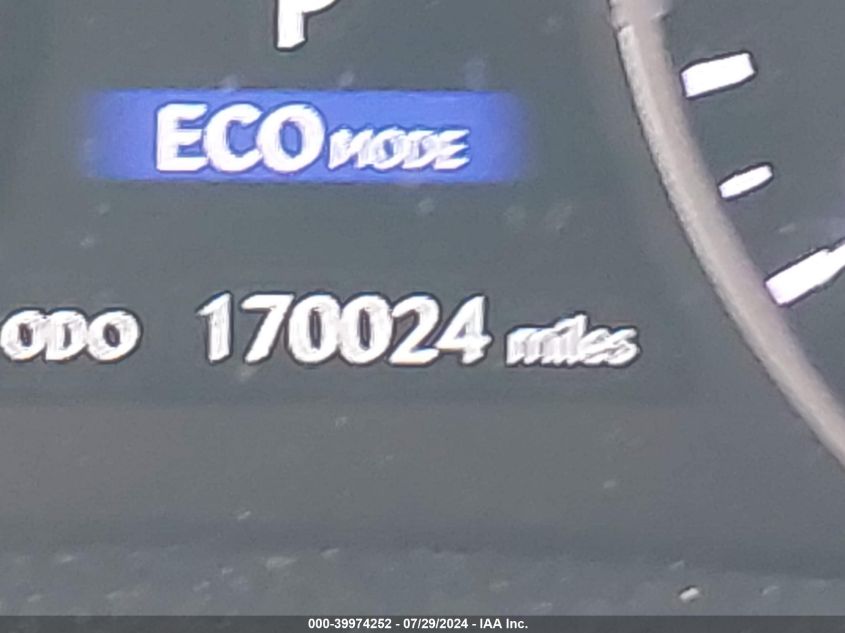 P
ECO MODE
ODO 170024 miles
000-39974252 - 07/29/2024 - IAA Inc.